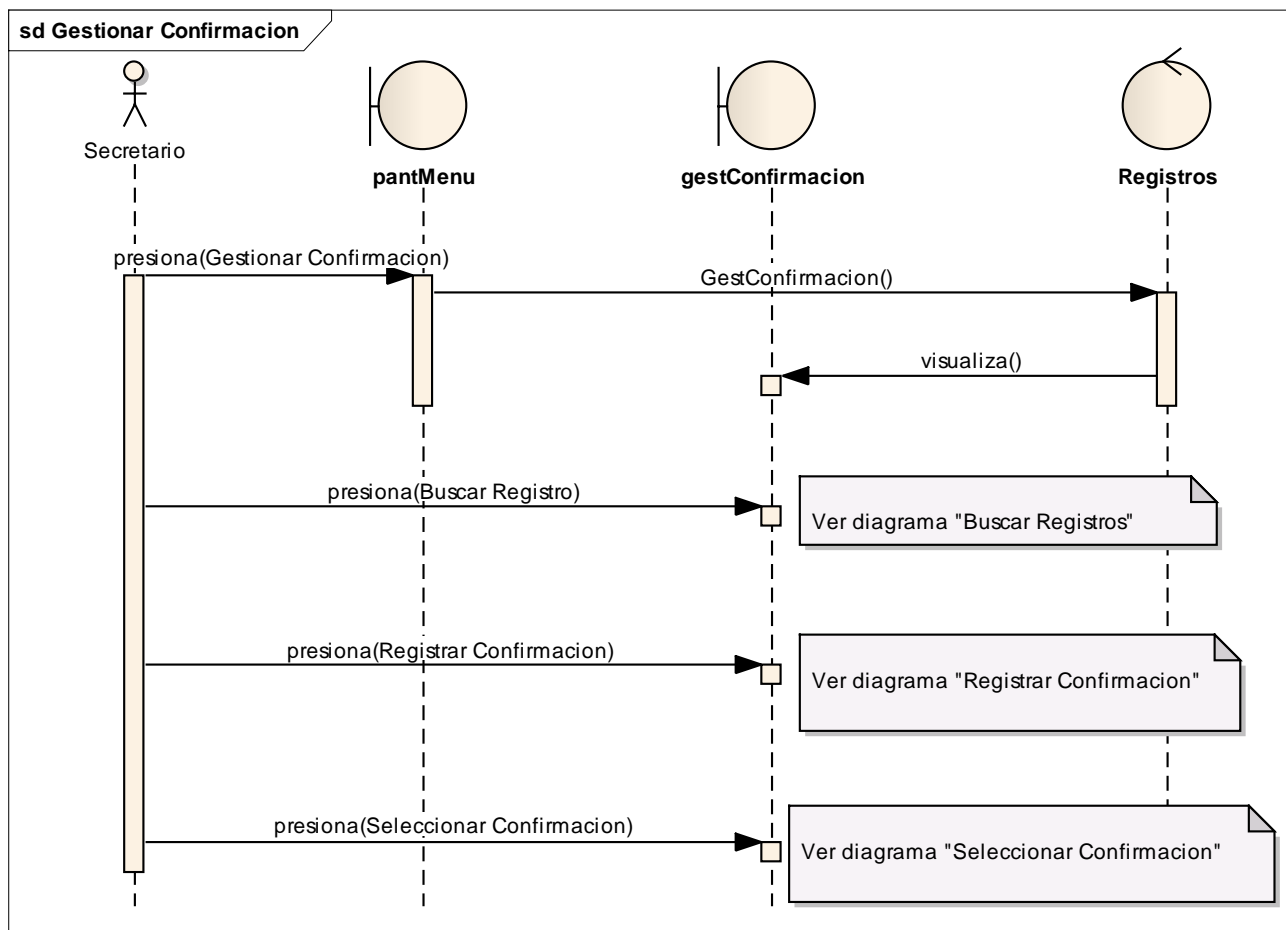 sd Gestionar Confirmacion
Secretario
pantMenu
gestConfirmacion
Registros
presiona(Gestionar Confirmacion)
GestConfirmacion()
visualiza()
presiona(Buscar Registro)
Ver diagrama "Buscar Registros"
presiona(Registrar Confirmacion)
Ver diagrama "Registrar Confirmacion"
presiona(Seleccionar Confirmacion)
Ver diagrama "Seleccionar Confirmacion"